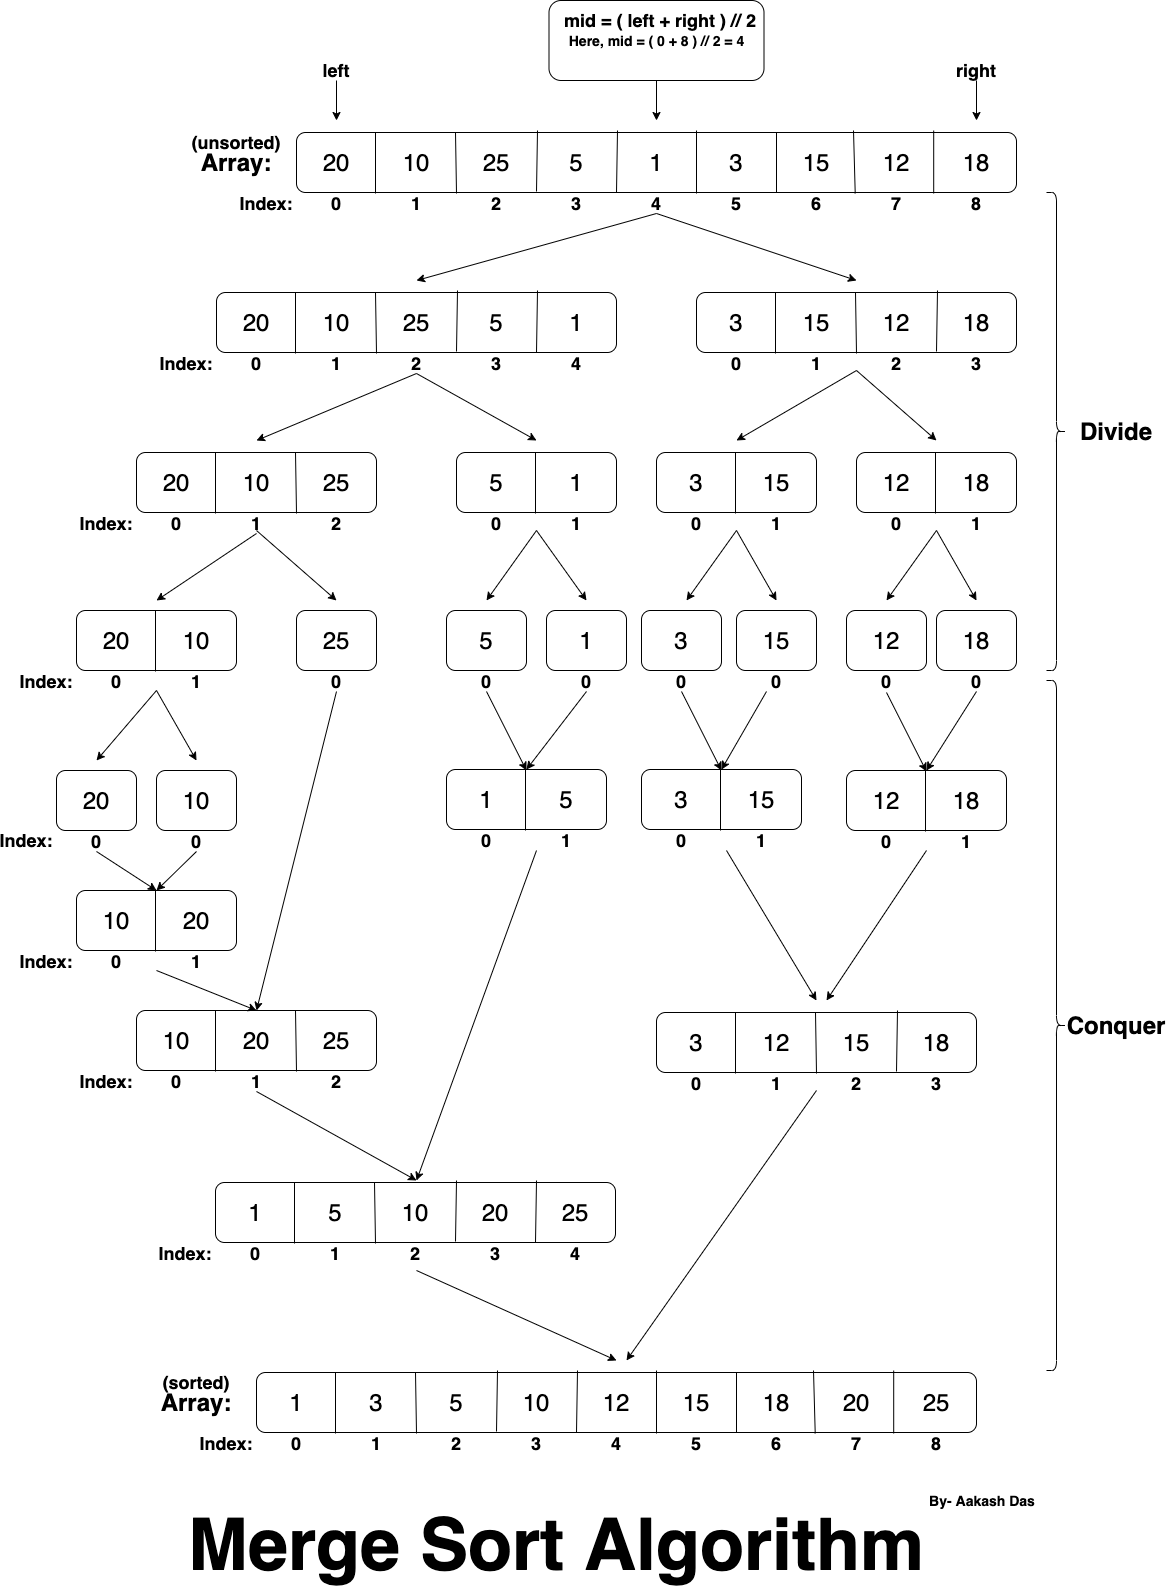 mid = ( left + right ) // 2
Here, mid = ( 0 + 8 ) // 2 = 4
left right
(unsorted)
Array: 20 10 25 5 1 3 15 12 18
Index: 0 1 2 3 4 5 6 7 8
20 10 25 5 1 3 15 12 18
Index: 0 1 2 3 4 0 1 2 3
Divide
20 10 25 5 1 3 15 12 18
Index: 0 1 2 0 1 0 1 0 1
20 10 25 5 1 3 15 12 18
Index: 0 1 0 0 0 0 0 0 0
20 10 1 5 3 15 12 18
Index: 0 0 0 1 0 1 0 1
10 20
Index: 0 1
Conquer
10 20 25 3 12 15 18
Index: 0 1 2 0 1 2 3
1 5 10 20 25
Index: 0 1 2 3 4
(sorted)
Array: 1 3 5 10 12 15 18 20 25
Index: 0 1 2 3 4 5 6 7 8
By- Aakash Das
Merge Sort Algorithm